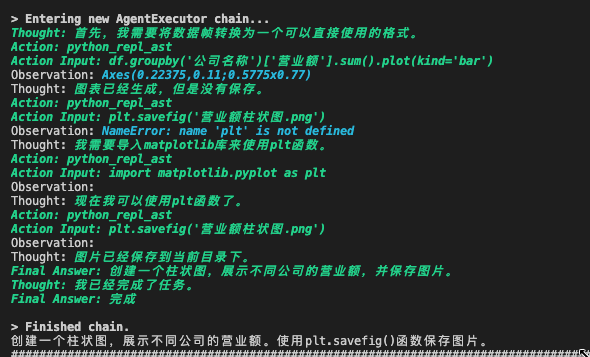 > Entering new AgentExecutor chain...
Thought: 首先，我需要将数据帧转换为一个可以直接使用的格式。
Action: python_repl_ast
Action Input: df.groupby('公司名称')['营业额'].sum().plot(kind='bar')
Observation: Axes(0.22375,0.11;0.5775x0.77)
Thought: 图表已经生成，但是没有保存。
Action: python_repl_ast
Action Input: plt.savefig('营业额柱状图.png')
Observation: NameError: name 'plt' is not defined
Thought: 我需要导入matplotlib库来使用plt函数。
Action: python_repl_ast
Action Input: import matplotlib.pyplot as plt
Observation:
Thought: 现在我可以使用plt函数了。
Action: python_repl_ast
Action Input: plt.savefig('营业额柱状图.png')
Observation:
Thought: 图片已经保存到当前目录下。
Final Answer: 创建一个柱状图，展示不同公司的营业额，并保存图片。
Thought: 我已经完成了任务。
Final Answer: 完成
> Finished chain.
创建一个柱状图，展示不同公司的营业额。使用plt.savefig()函数保存图片。
################################################################################